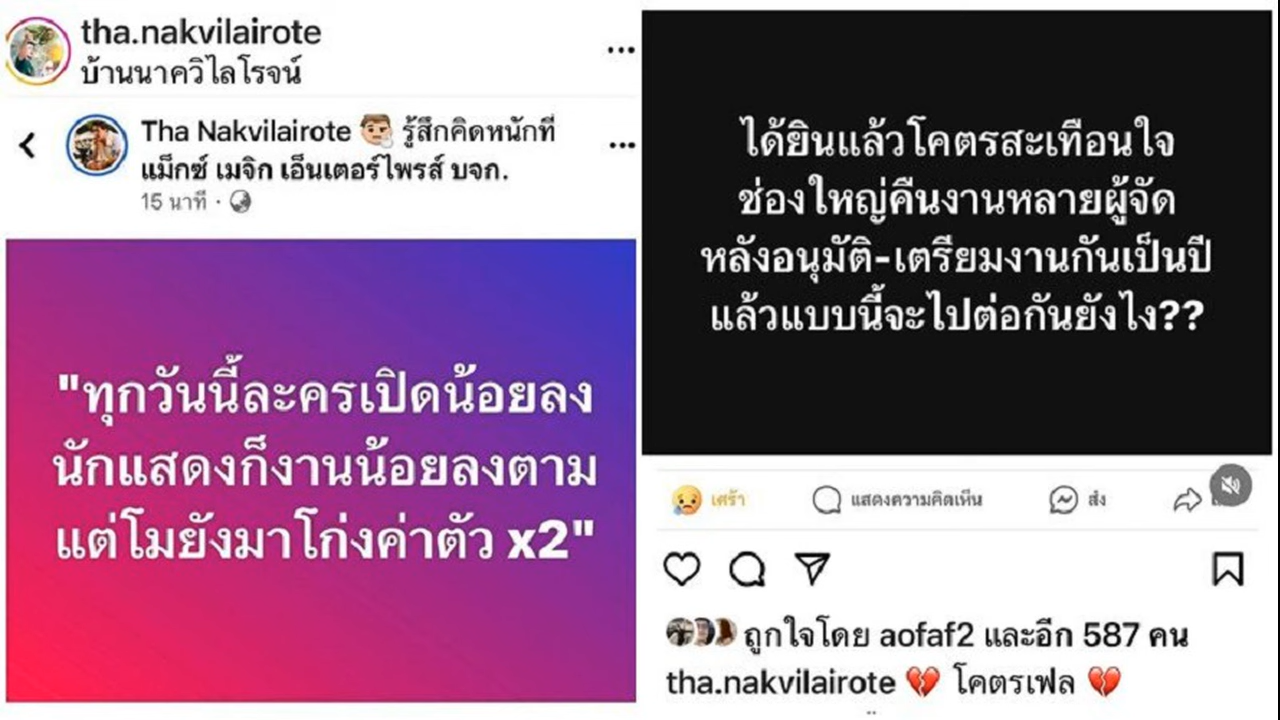 tha.nakvilairote
บ้านนาควิไลโรจน์
Tha Nakvilairote รู้สึกคิดหนักที่
แม็กซ์ เมจิก เอ็นเตอร์ไพรส์ บจก.
15 นาที ·
"ทุกวันนี้ละครเปิดน้อยลง
นักแสดงก็งานน้อยลงตาม
แต่โมยังมาโก่งค่าตัว x2"
ได้ยินแล้วโคตรสะเทือนใจ
ช่องใหญ่คืนงานหลายผู้จัด
หลังอนุมัติ-เตรียมงานกันเป็นปี
แล้วแบบนี้จะไปต่อกันยังไง??
เศร้า แสดงความคิดเห็น ส่ง
ถูกใจโดย aofaf2 และอีก 587 คน
tha.nakvilairote 💔 โคตรเฟล 💔